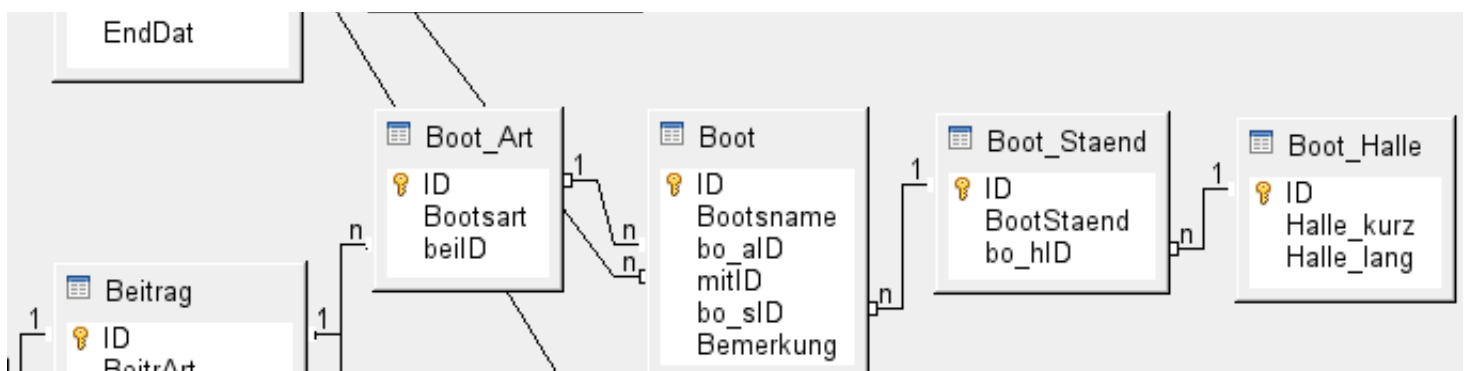 EndDat
Boot_Art
ID
Bootsart
beiID
Boot
ID
Bootsname
bo_aID
mitID
bo_sID
Bemerkung
Boot_Staend
ID
BootStaend
bo_hID
Boot_Halle
ID
Halle_kurz
Halle_lang
Beitrag
ID
BeitrArt
1
n
n
n
1
n
1
n
1
1